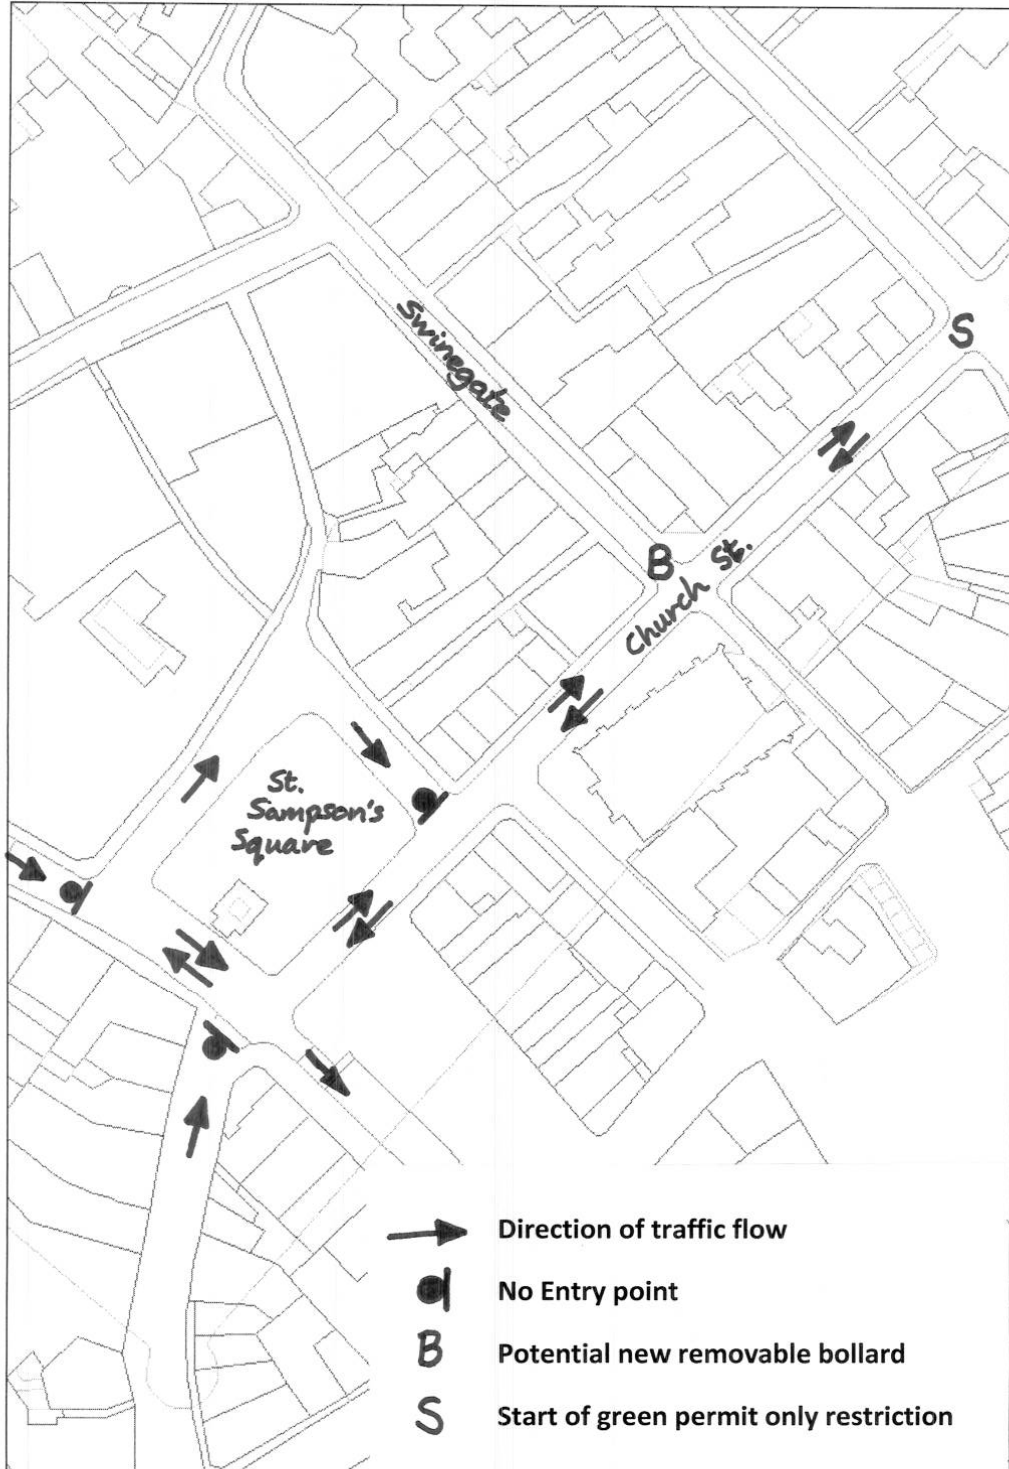 Swinegate
S
B
Church St.
St.
Sampson's
Square
Direction of traffic flow
No Entry point
B Potential new removable bollard
S Start of green permit only restriction